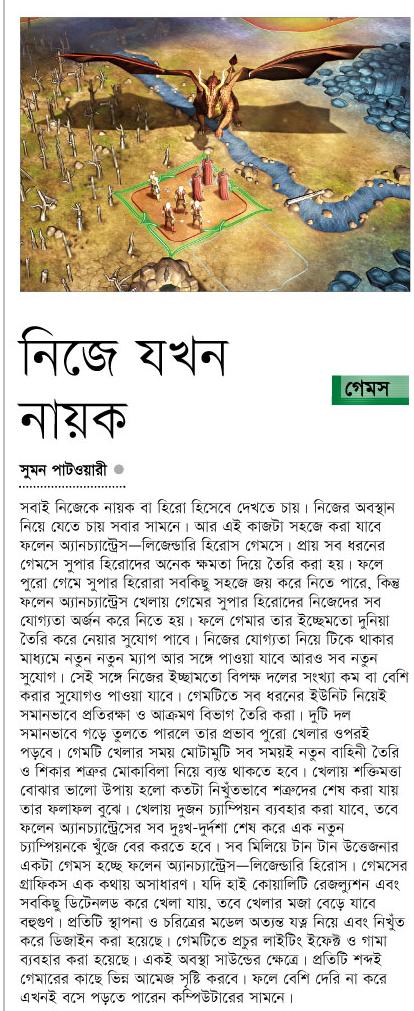 নিজে যখন
নায়ক
গেমস
সুমন পাটওয়ারী
সবাই নিজেকে নায়ক বা হিরো হিসেবে দেখতে চায়। নিজের অবস্থান
নিয়ে যেতে চায় সবার সামনে। আর এই কাজটা সহজে করা যাবে
ফলেন অ্যানচ্যান্ট্রেস—লিজেন্ডারি হিরোস গেমসে। প্রায় সব ধরনের
গেমসে সুপার হিরোদের অনেক ক্ষমতা দিয়ে তৈরি করা হয়। ফলে
পুরো গেমে সুপার হিরোরা সবকিছু সহজে জয় করে নিতে পারে, কিন্তু
ফলেন অ্যানচ্যান্ট্রেস খেলায় গেমের সুপার হিরোদের নিজেদের সব
যোগ্যতা অর্জন করে নিতে হয়। ফলে গেমার তার ইচ্ছেমতো দুনিয়া
তৈরি করে নেয়ার সুযোগ পাবে। নিজের যোগ্যতা নিয়ে টিকে থাকার
মাধ্যমে নতুন নতুন ম্যাপ আর সঙ্গে পাওয়া যাবে আরও সব নতুন
সুযোগ। সেই সঙ্গে নিজের ইচ্ছামতো বিপক্ষ দলের সংখ্যা কম বা বেশি
করার সুযোগও পাওয়া যাবে। গেমটিতে সব ধরনের ইউনিট নিয়েই
সমানভাবে প্রতিরক্ষা ও আক্রমণ বিভাগ তৈরি করা। দুটি দল
সমানভাবে গড়ে তুলতে পারলে তার প্রভাব পুরো খেলার ওপরই
পড়বে। গেমটি খেলার সময় মোটামুটি সব সময়ই নতুন বাহিনী তৈরি
ও শিকার শত্রুর মোকাবিলা নিয়ে ব্যস্ত থাকতে হবে। খেলায় শক্তিমত্তা
বোঝার ভালো উপায় হলো কতটা নিখুঁতভাবে শত্রুদের শেষ করা যায়
তার ফলাফল বুঝে। খেলায় দুজন চ্যাম্পিয়ন ব্যবহার করা যাবে, তবে
ফলেন অ্যানচ্যান্ট্রেসের সব দুঃখ-দুর্দশা শেষ করে এক নতুন
চ্যাম্পিয়নকে খুঁজে বের করতে হবে। সব মিলিয়ে টান টান উত্তেজনার
একটা গেমস হচ্ছে ফলেন অ্যানচ্যান্ট্রেস—লিজেন্ডারি হিরোস। গেমসের
গ্রাফিকস এক কথায় অসাধারণ। যদি হাই কোয়ালিটি রেজল্যুশন এবং
সবকিছু ডিটেনলড করে খেলা যায়, তবে খেলার মজা বেড়ে যাবে
বহুগুণ। প্রতিটি স্থাপনা ও চরিত্রের মডেল অত্যন্ত যত্ন নিয়ে এবং নিখুঁত
করে ডিজাইন করা হয়েছে। গেমটিতে প্রচুর লাইটিং ইফেক্ট ও গামা
ব্যবহার করা হয়েছে। একই অবস্থা সাউন্ডের ক্ষেত্রে। প্রতিটি শব্দই
গেমারের কাছে ভিন্ন আমেজ সৃষ্টি করবে। ফলে বেশি দেরি না করে
এখনই বসে পড়তে পারেন কম্পিউটারের সামনে।